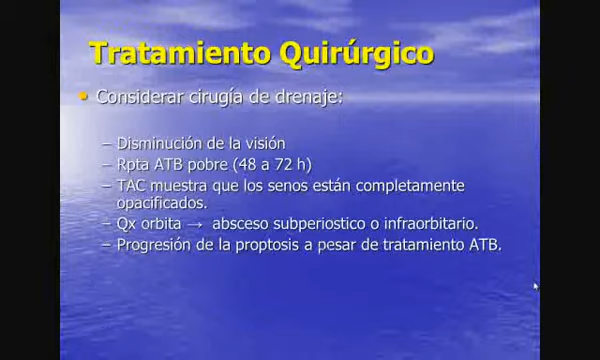 Tratamiento Quirúrgico
Considerar cirugía de drenaje:
– Disminución de la visión
– Rpta ATB pobre (48 a 72 h)
– TAC muestra que los senos están completamente
opacificados.
– Qx orbita → absceso subperiostico o infraorbitario.
– Progresión de la proptosis a pesar de tratamiento ATB.